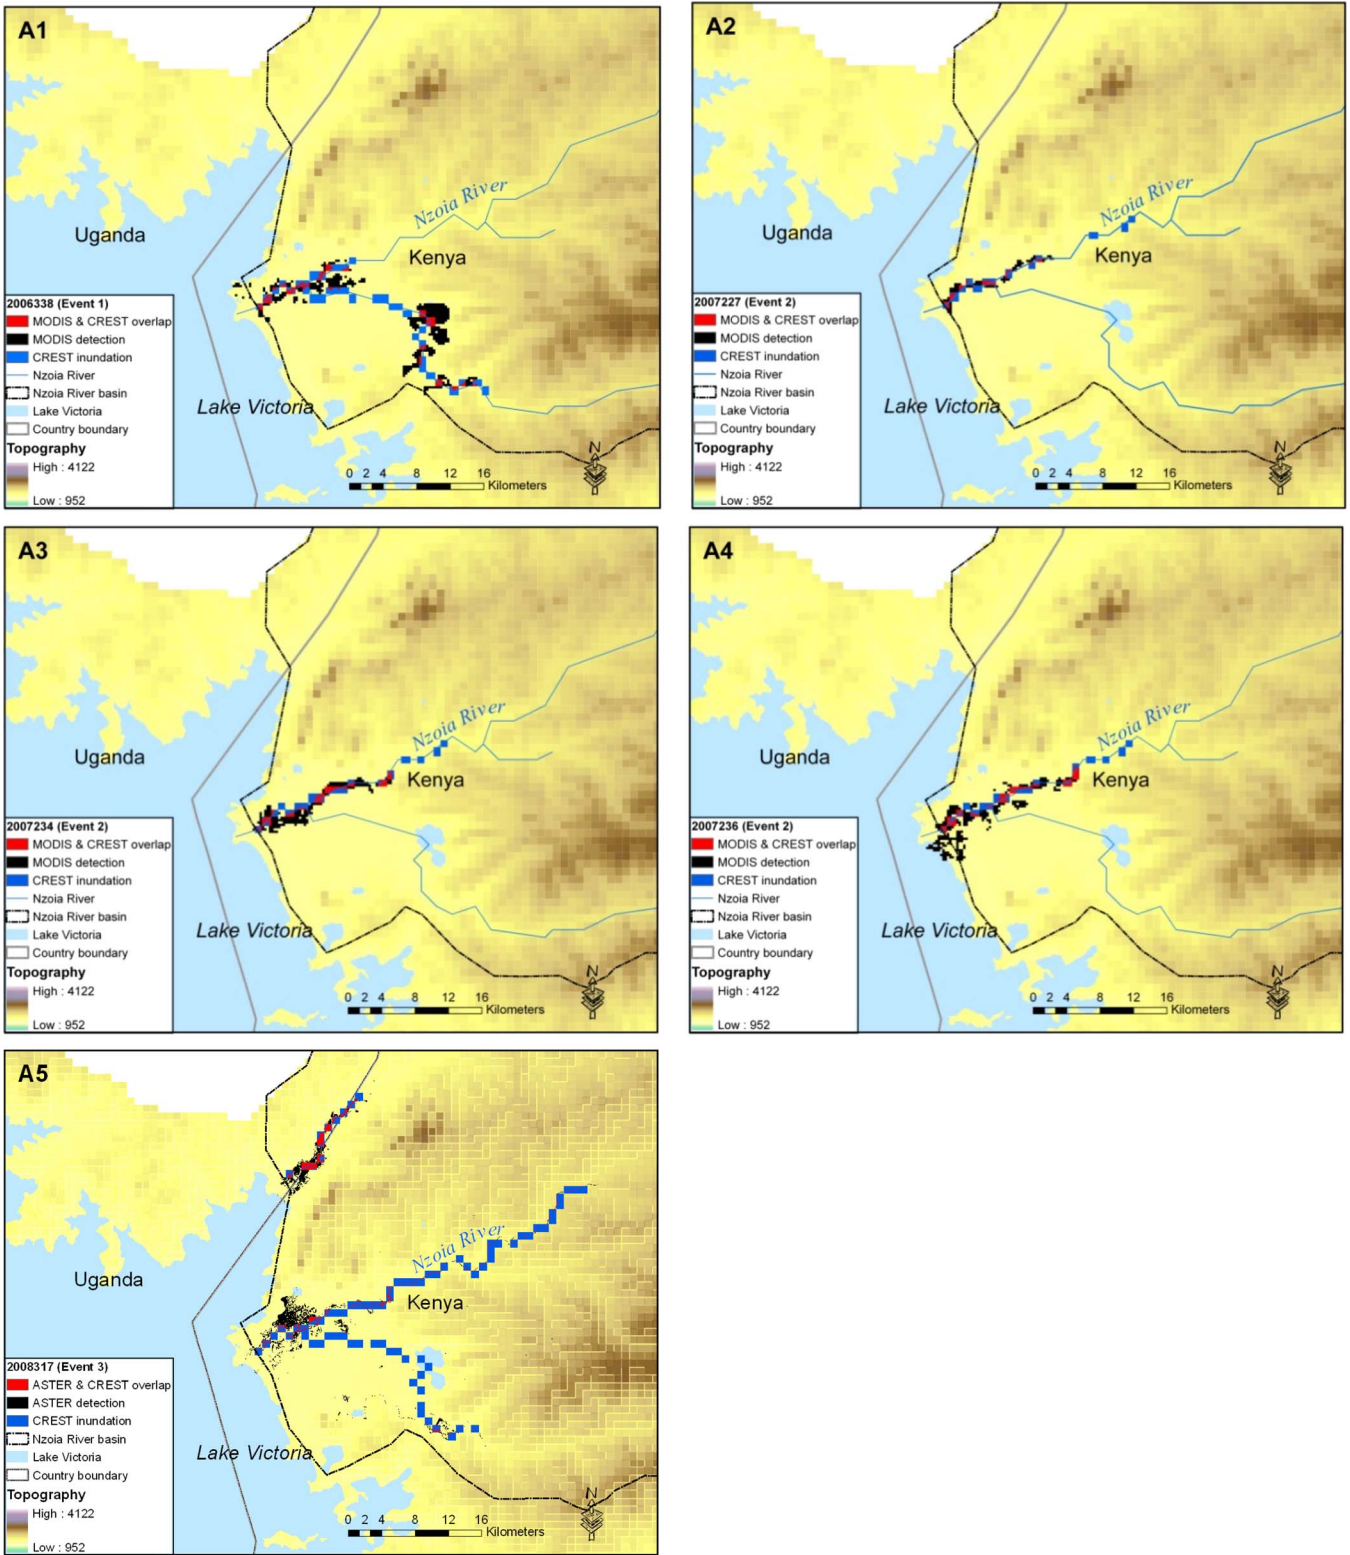 A1
Nzoia River
Uganda
Kenya
2006338 (Event 1)
MODIS & CREST overlap
MODIS detection
CREST inundation
Nzoia River
Nzoia River basin
Lake Victoria
Country boundary
Topography
High : 4122
Low : 952
Lake Victoria
N
0 2 4 8 12 16
Kilometers
A2
Nzoia River
Uganda
Kenya
2007227 (Event 2)
MODIS & CREST overlap
MODIS detection
CREST inundation
Nzoia River
Nzoia River basin
Lake Victoria
Country boundary
Topography
High : 4122
Low : 952
Lake Victoria
N
0 2 4 8 12 16
Kilometers
A3
Nzoia River
Uganda
Kenya
2007234 (Event 2)
MODIS & CREST overlap
MODIS detection
CREST inundation
Nzoia River
Nzoia River basin
Lake Victoria
Country boundary
Topography
High : 4122
Low : 952
Lake Victoria
N
0 2 4 8 12 16
Kilometers
A4
Nzoia River
Uganda
Kenya
2007236 (Event 2)
MODIS & CREST overlap
MODIS detection
CREST inundation
Nzoia River
Nzoia River basin
Lake Victoria
Country boundary
Topography
High : 4122
Low : 952
Lake Victoria
N
0 2 4 8 12 16
Kilometers
A5
Nzoia River
Uganda
Kenya
2008317 (Event 3)
ASTER & CREST overlap
ASTER detection
CREST inundation
Nzoia River basin
Lake Victoria
Country boundary
Topography
High : 4122
Low : 952
Lake Victoria
N
0 2 4 8 12 16
Kilometers